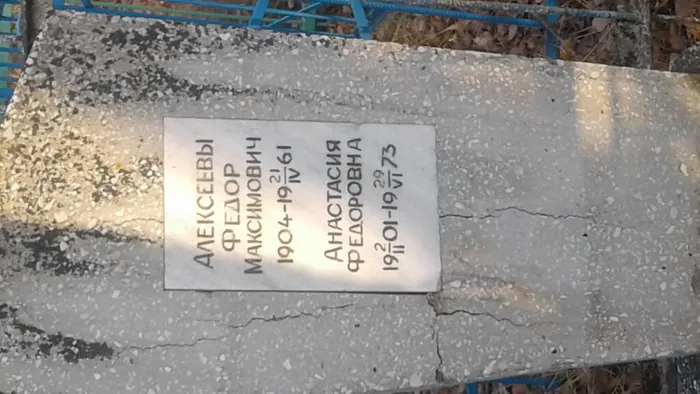 АЛЕКСЕЕВЫ
ФЕДОР
МАКСИМОВИЧ
1904-19 21/IV 61
АНАСТАСИЯ
ФЕДОРОВНА
19 2/II 01-19 29/VI 73